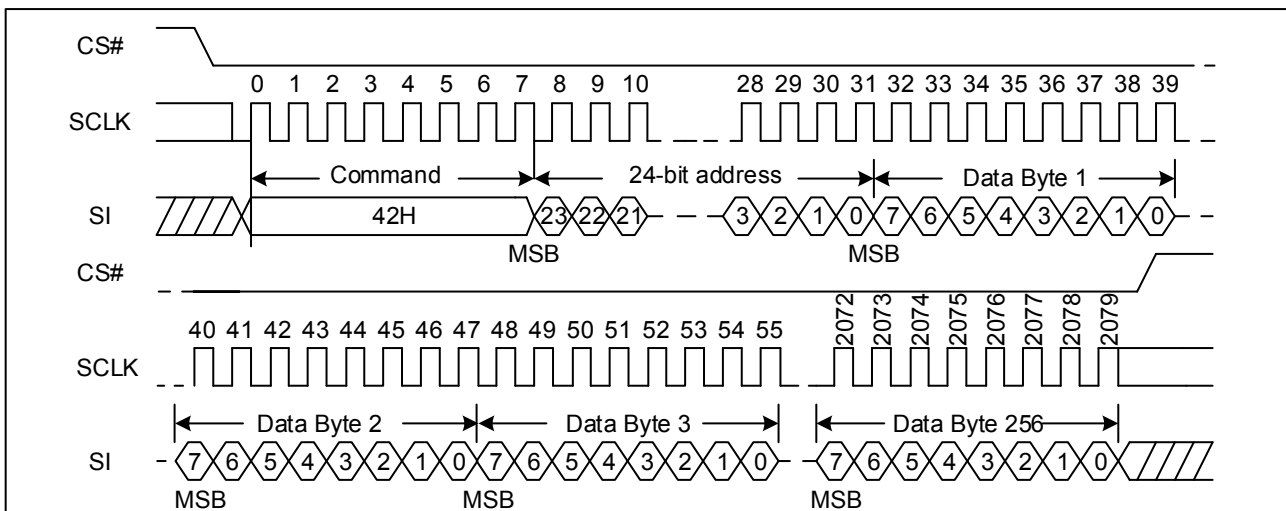 CS#
0 1 2 3 4 5 6 7 8 9 10 28 29 30 31 32 33 34 35 36 37 38 39
SCLK
Command 24-bit address Data Byte 1
SI 42H 23 22 21 3 2 1 0 7 6 5 4 3 2 1 0
MSB MSB
CS#
40 41 42 43 44 45 46 47 48 49 50 51 52 53 54 55 2072 2073 2074 2075 2076 2077 2078 2079
SCLK
Data Byte 2 Data Byte 3 Data Byte 256
SI 7 6 5 4 3 2 1 0 7 6 5 4 3 2 1 0 7 6 5 4 3 2 1 0
MSB MSB MSB